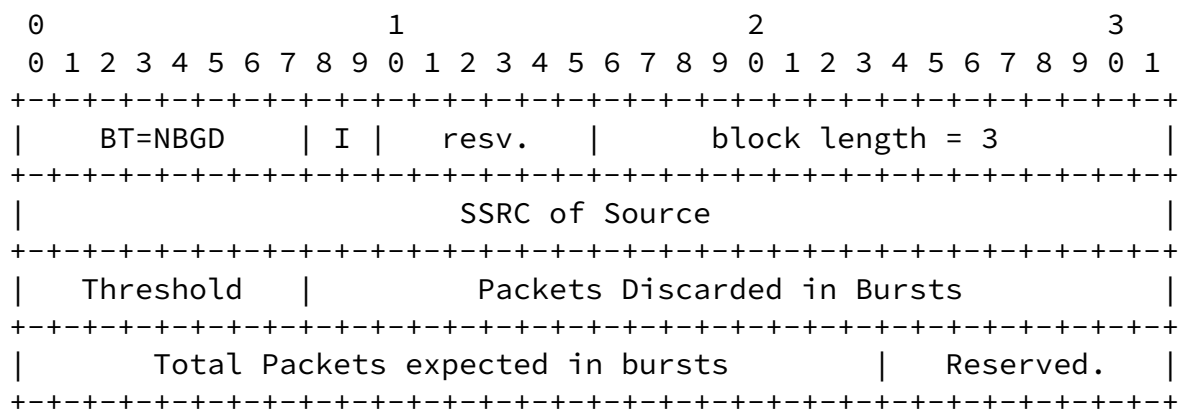 0                   1                   2                   3
 0 1 2 3 4 5 6 7 8 9 0 1 2 3 4 5 6 7 8 9 0 1 2 3 4 5 6 7 8 9 0 1
+-+-+-+-+-+-+-+-+-+-+-+-+-+-+-+-+-+-+-+-+-+-+-+-+-+-+-+-+-+-+-+-+
|    BT=NBGD    | I |   resv.   |      block length = 3         |
+-+-+-+-+-+-+-+-+-+-+-+-+-+-+-+-+-+-+-+-+-+-+-+-+-+-+-+-+-+-+-+-+
|                       SSRC of Source                          |
+-+-+-+-+-+-+-+-+-+-+-+-+-+-+-+-+-+-+-+-+-+-+-+-+-+-+-+-+-+-+-+-+
|   Threshold   |         Packets Discarded in Bursts           |
+-+-+-+-+-+-+-+-+-+-+-+-+-+-+-+-+-+-+-+-+-+-+-+-+-+-+-+-+-+-+-+-+
|       Total Packets expected in bursts        |   Reserved.   |
+-+-+-+-+-+-+-+-+-+-+-+-+-+-+-+-+-+-+-+-+-+-+-+-+-+-+-+-+-+-+-+-+